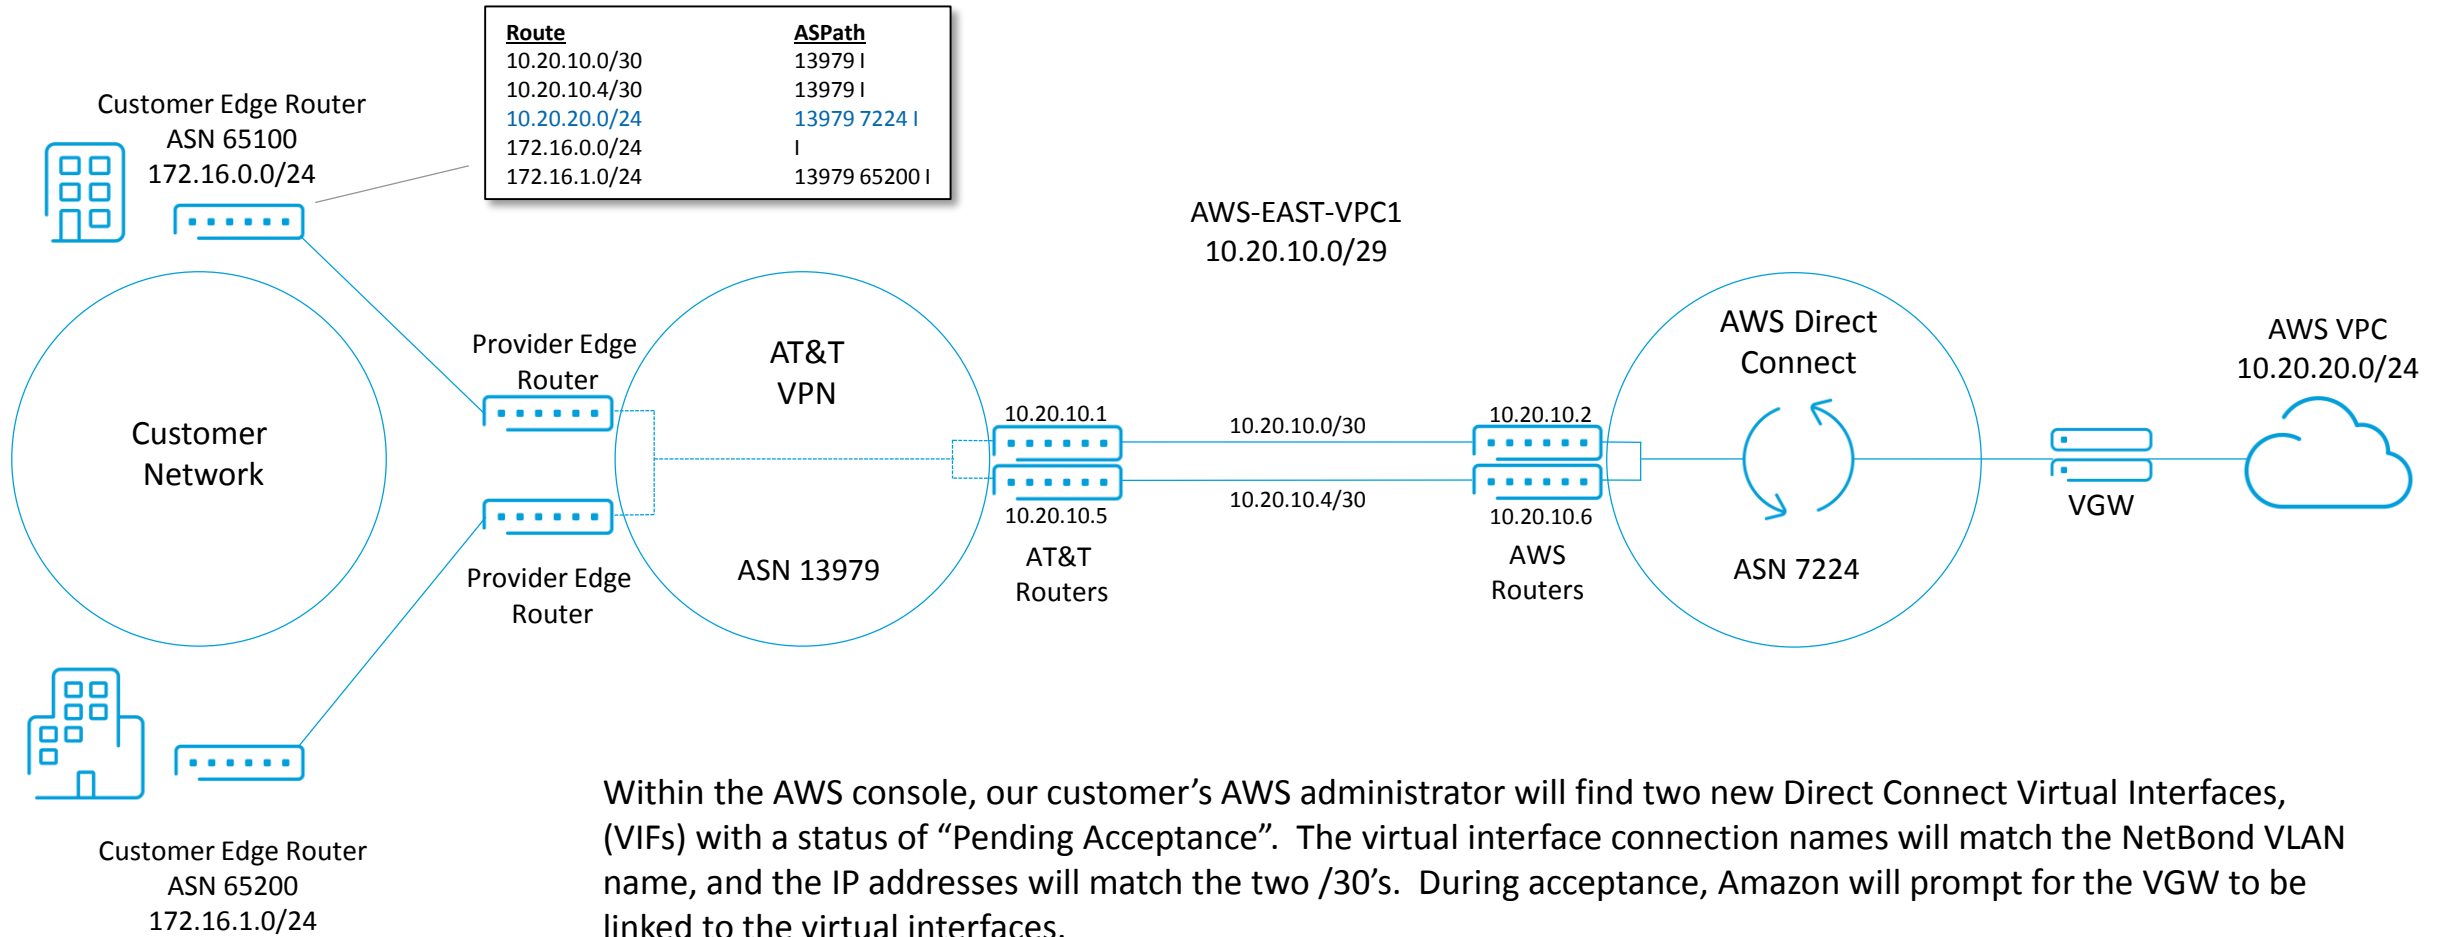 Route ASPath
10.20.10.0/30 13979 I
10.20.10.4/30 13979 I
10.20.20.0/24 13979 7224 I
172.16.0.0/24 I
172.16.1.0/24 13979 65200 I
Customer Edge Router
ASN 65100
172.16.0.0/24
AWS-EAST-VPC1
10.20.10.0/29
Customer
Network
Provider Edge
Router
AT&T
VPN
ASN 13979
Provider Edge
Router
10.20.10.1
10.20.10.5
AT&T
Routers
10.20.10.0/30
10.20.10.4/30
10.20.10.2
10.20.10.6
AWS
Routers
AWS Direct
Connect
ASN 7224
VGW
AWS VPC
10.20.20.0/24
Customer Edge Router
ASN 65200
172.16.1.0/24
Within the AWS console, our customer’s AWS administrator will find two new Direct Connect Virtual Interfaces,
(VIFs) with a status of “Pending Acceptance”.  The virtual interface connection names will match the NetBond VLAN
name, and the IP addresses will match the two /30’s.  During acceptance, Amazon will prompt for the VGW to be
linked to the virtual interfaces.